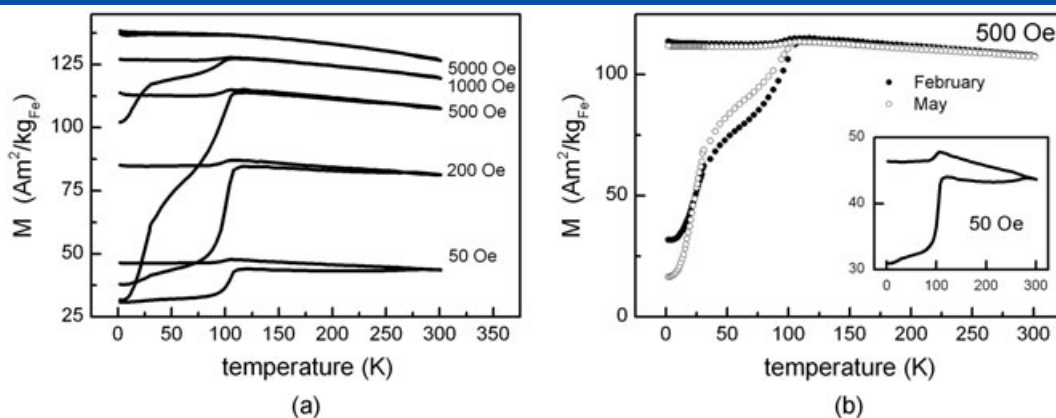 125
100
75
50
25
M (Am²/kg_Fe)
5000 Oe
1000 Oe
500 Oe
200 Oe
50 Oe
0 50 100 150 200 250 300 350
temperature (K)
(a)
500 Oe
100
50
0
M (Am²/kg_Fe)
February
May
50
40
30
50 Oe
0 100 200 300
0 50 100 150 200 250 300
temperature (K)
(b)